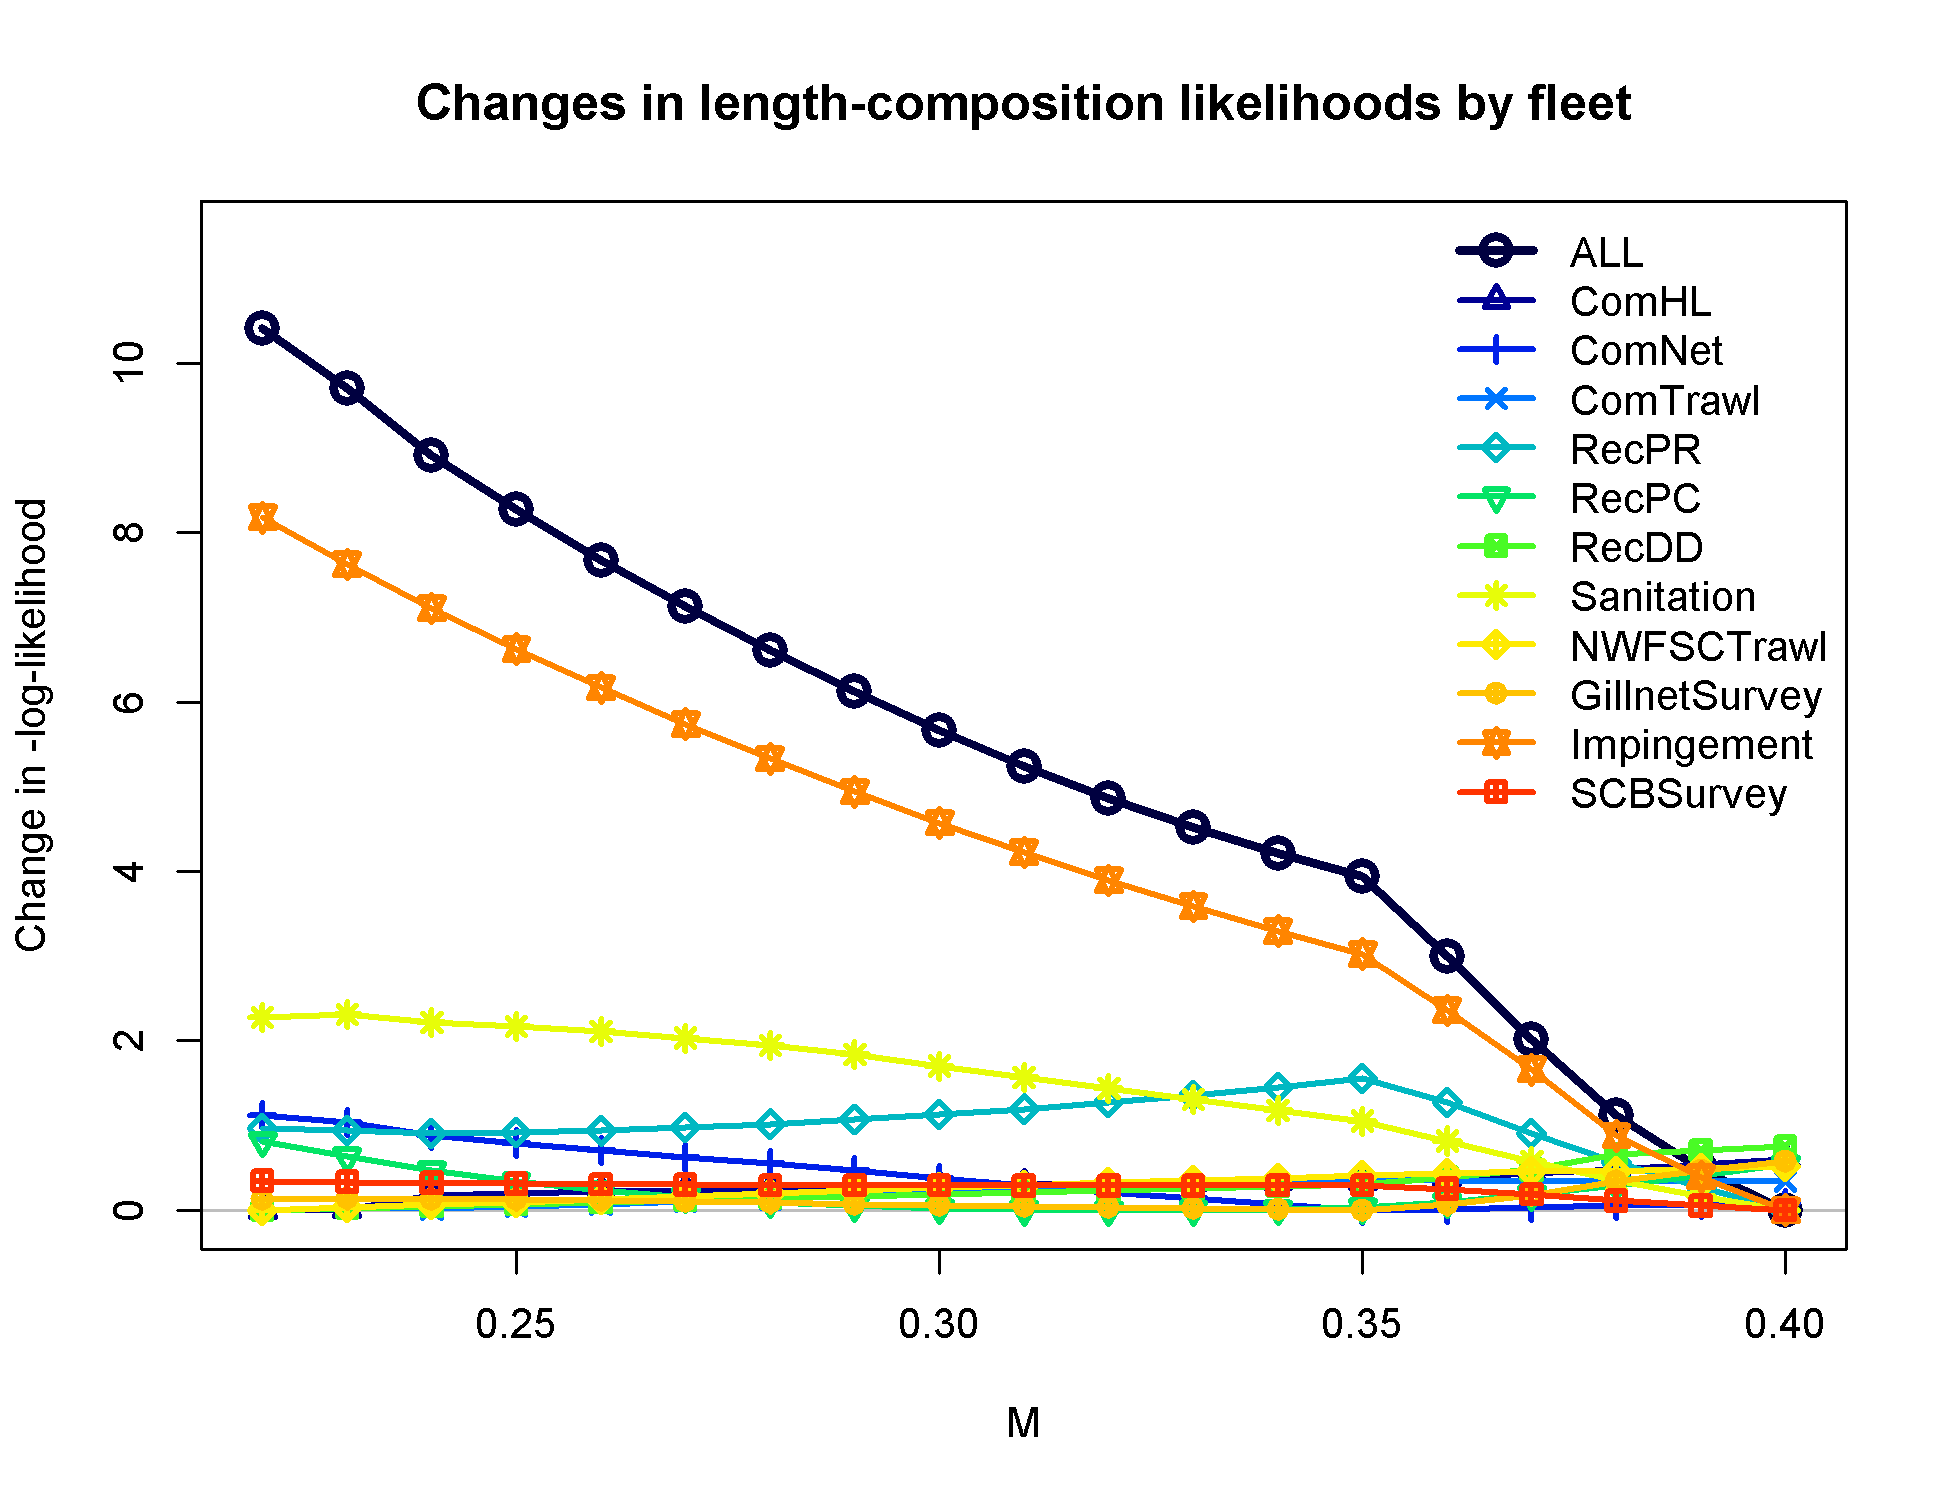 Changes in length-composition likelihoods by fleet
Change in -log-likelihood
10
8
6
4
2
0
ALL
ComHL
ComNet
ComTrawl
RecPR
RecPC
RecDD
Sanitation
NWFSCTrawl
GillnetSurvey
Impingement
SCBSurvey
0.25 0.30 0.35 0.40
M